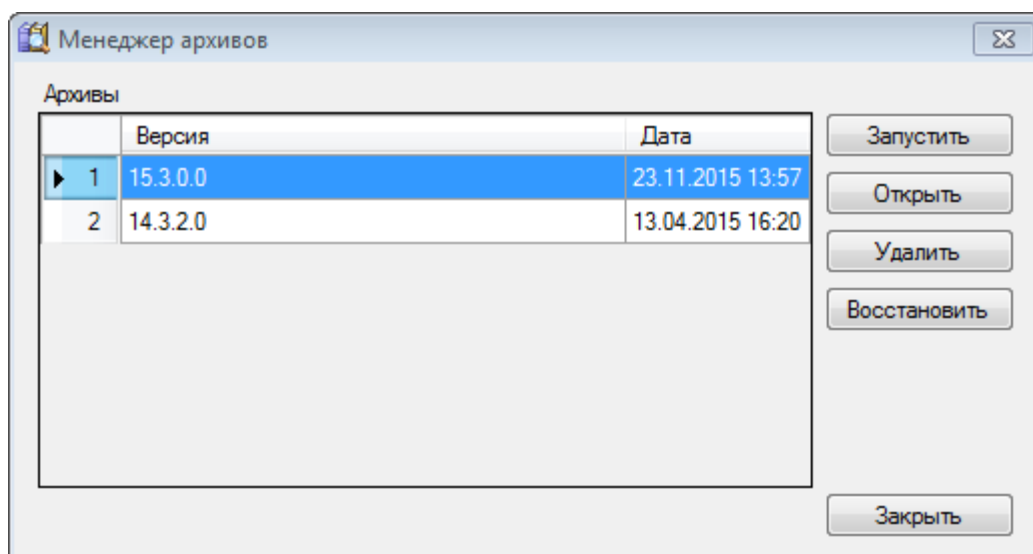 Менеджер архивов
Архивы
Версия Дата
1 15.3.0.0 23.11.2015 13:57
2 14.3.2.0 13.04.2015 16:20
Запустить
Открыть
Удалить
Восстановить
Закрыть